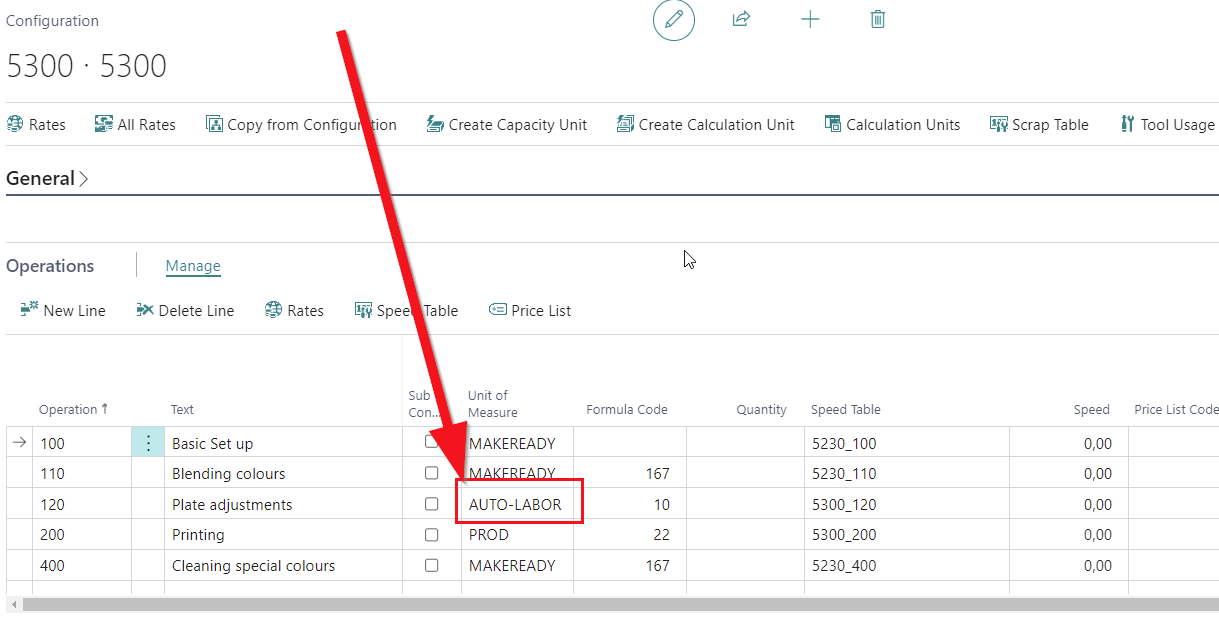 Configuration
5300 · 5300
Rates All Rates Copy from Configuration Create Capacity Unit Create Calculation Unit Calculation Units Scrap Table Tool Usage
General
Operations Manage
New Line Delete Line Rates Speed Table Price List
Operation Text Sub Con... Unit of Measure Formula Code Quantity Speed Table Speed Price List Code
100 Basic Set up MAKEREADY 5230_100 0,00
110 Blending colours MAKEREADY 167 5230_110 0,00
120 Plate adjustments AUTO-LABOR 10 5300_120 0,00
200 Printing PROD 22 5300_200 0,00
400 Cleaning special colours MAKEREADY 167 5230_400 0,00